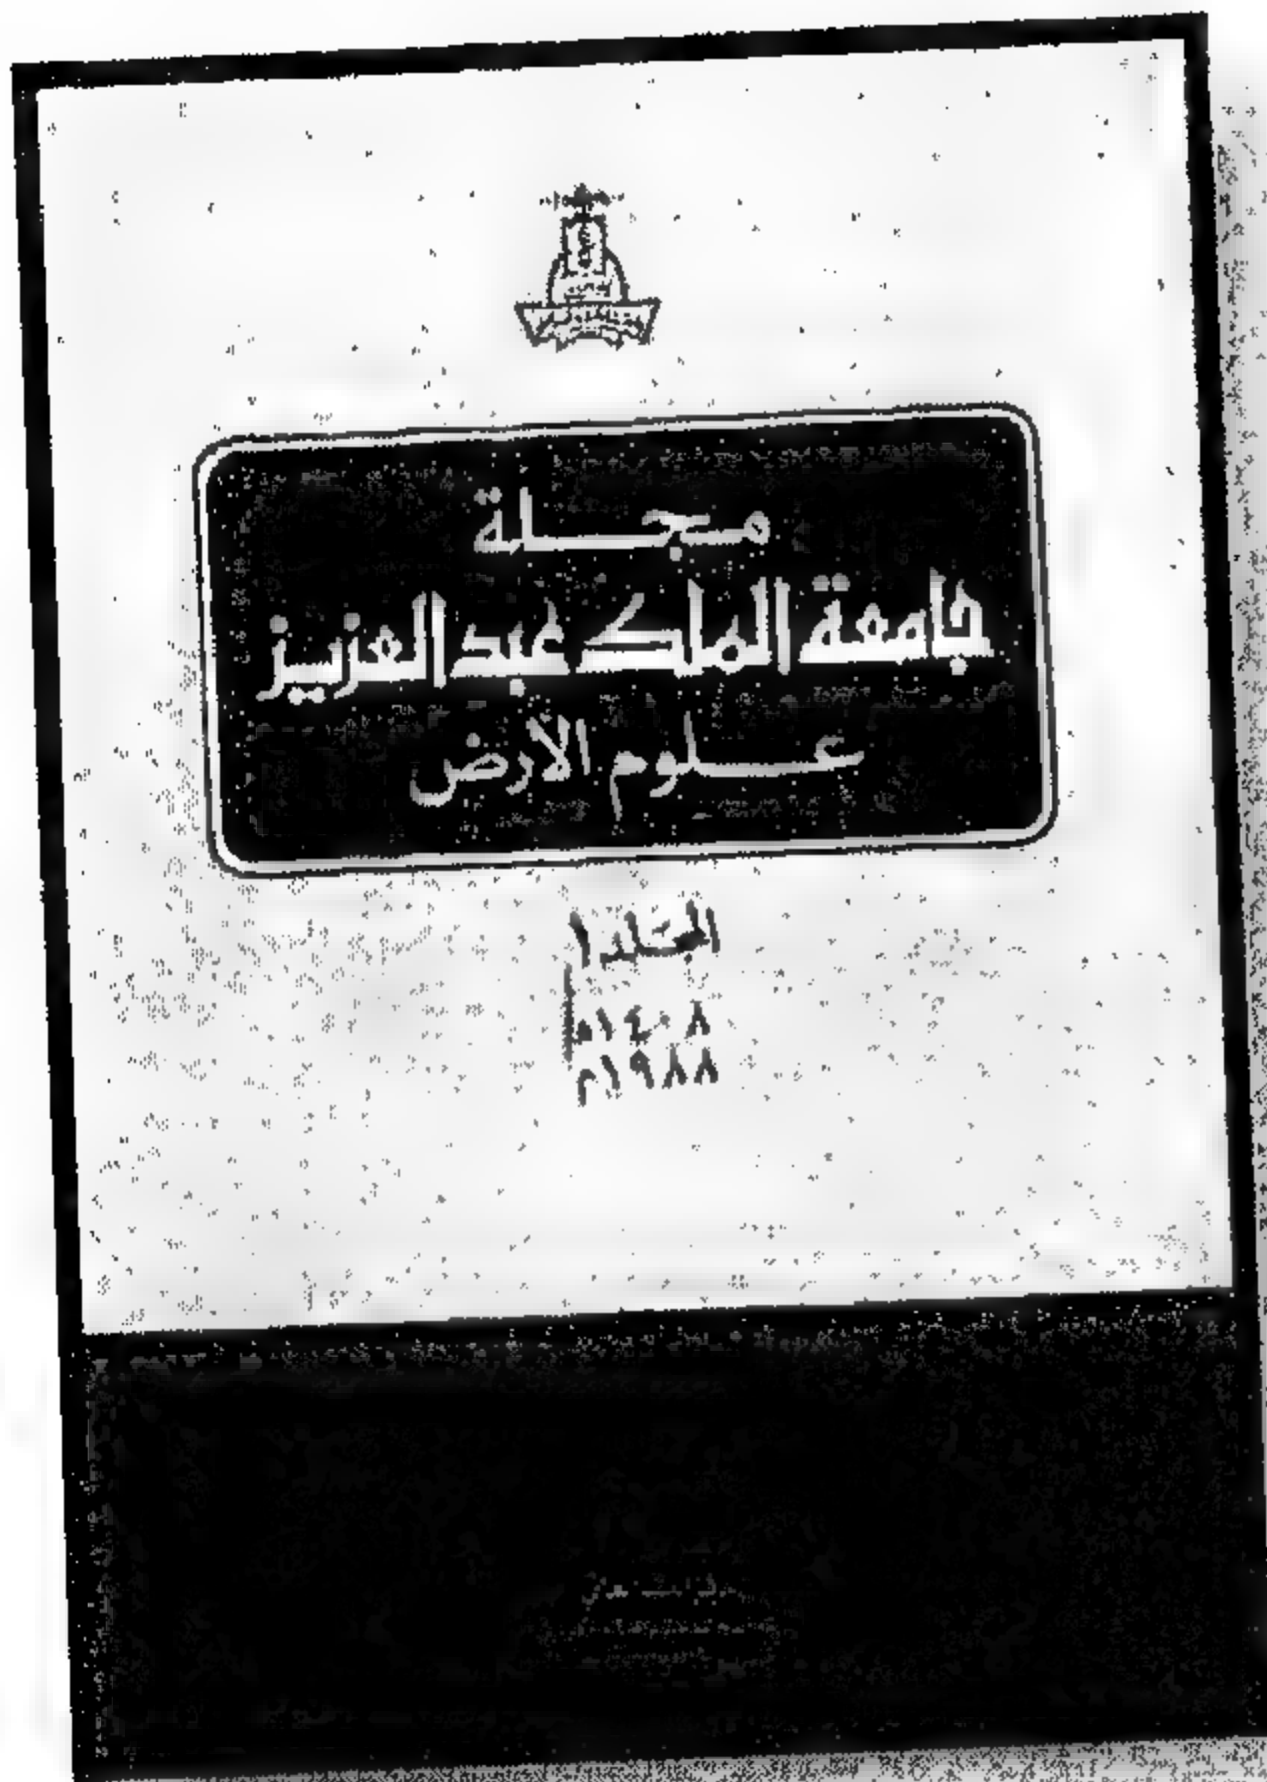 مجلة
جامعة الملك عبد العزيز
علوم الأرض
المجلد ١
١٤٠٨هـ
١٩٨٨م